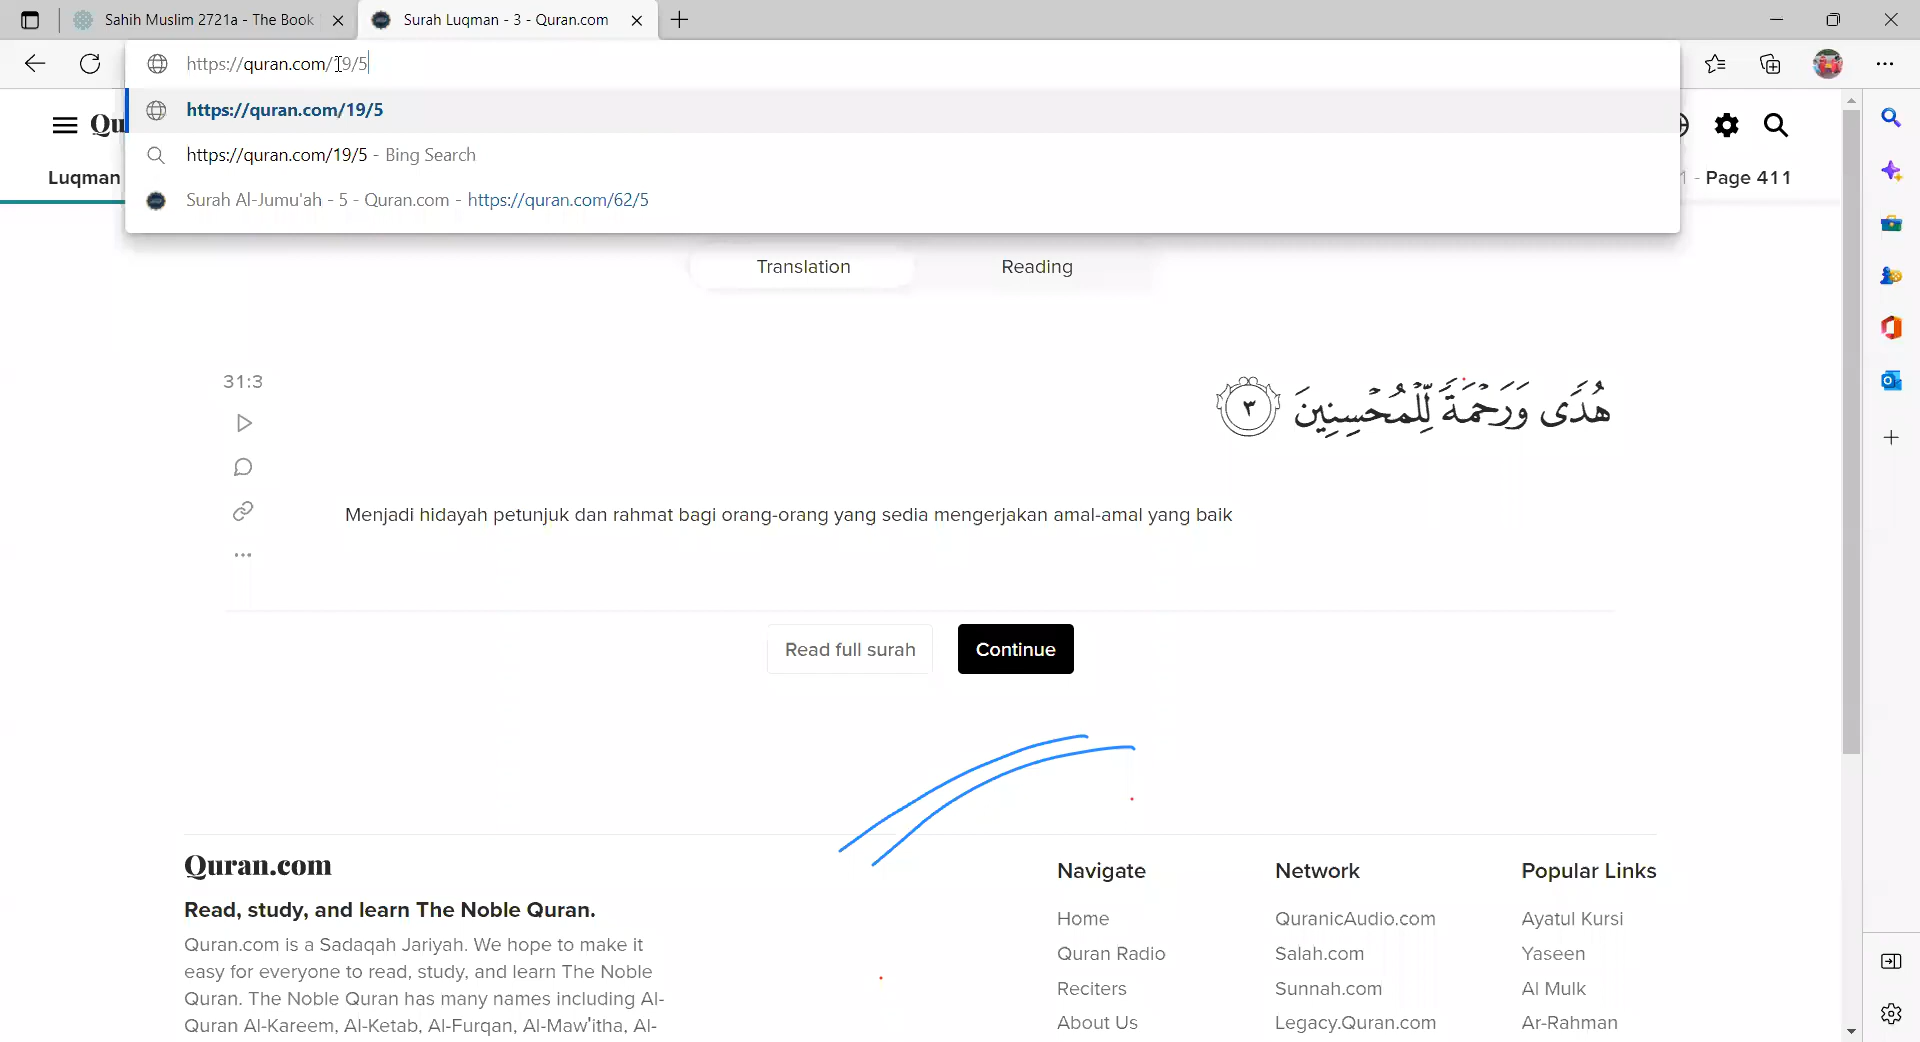 Sahih Muslim 2721a - The Book
Surah Luqman - 3 - Quran.com
https://quran.com/19/5
https://quran.com/19/5
https://quran.com/19/5 - Bing Search
Surah Al-Jumu'ah - 5 - Quran.com - https://quran.com/62/5
Qu
Luqman
- Page 411
Translation
Reading
31:3
هُدًى وَرَحْمَةً لِّلْمُحْسِنِينَ ٣
Menjadi hidayah petunjuk dan rahmat bagi orang-orang yang sedia mengerjakan amal-amal yang baik
Read full surah
Continue
Quran.com
Read, study, and learn The Noble Quran.
Quran.com is a Sadaqah Jariyah. We hope to make it
easy for everyone to read, study, and learn The Noble
Quran. The Noble Quran has many names including Al-
Quran Al-Kareem, Al-Ketab, Al-Furqan, Al-Maw'itha, Al-
Navigate
Home
Quran Radio
Reciters
About Us
Network
QuranicAudio.com
Salah.com
Sunnah.com
Legacy.Quran.com
Popular Links
Ayatul Kursi
Yaseen
Al Mulk
Ar-Rahman